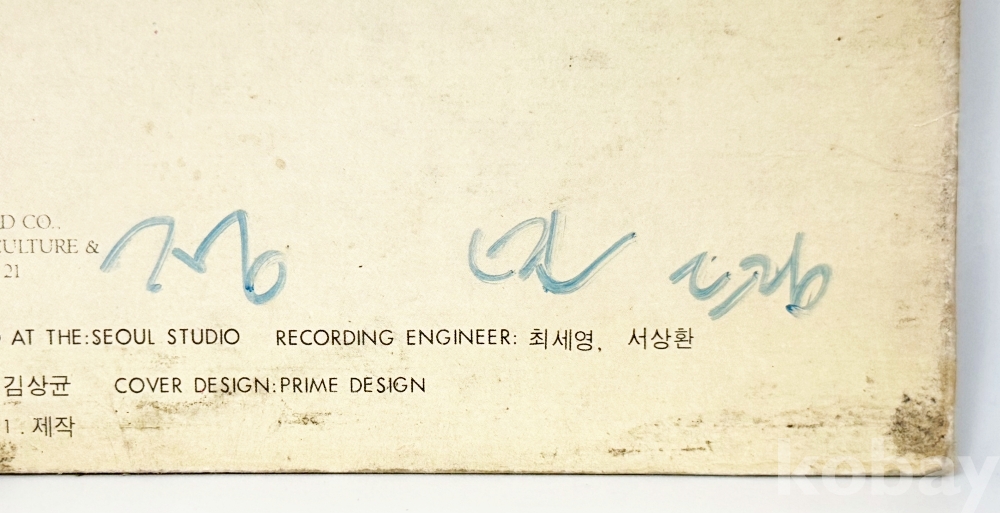 D CO.,
CULTURE &
21
AT THE:SEOUL STUDIO RECORDING ENGINEER: 최세영, 서상환
김상균 COVER DESIGN:PRIME DESIGN
1. 제작
kobay